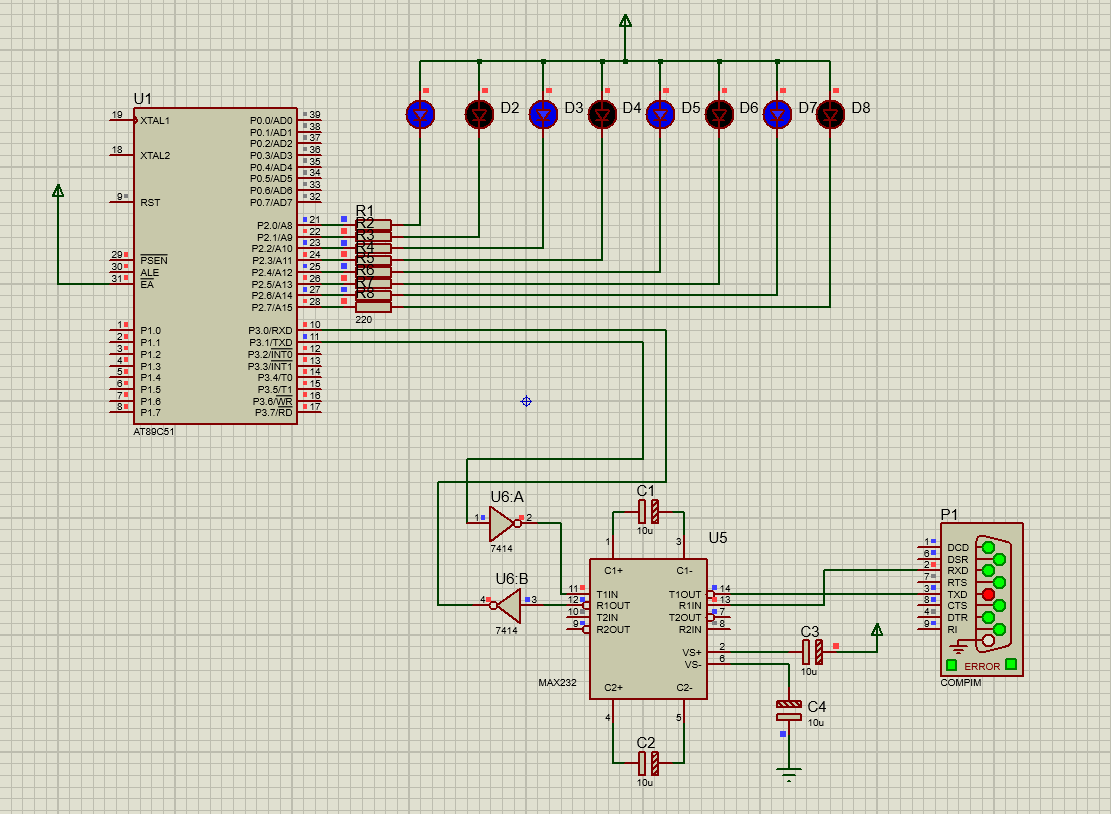 U1
19 XTAL1
18 XTAL2
9 RST
29 PSEN
30 ALE
31 EA
1 P1.0
2 P1.1
3 P1.2
4 P1.3
5 P1.4
6 P1.5
7 P1.6
8 P1.7
P0.0/AD0 39
P0.1/AD1 38
P0.2/AD2 37
P0.3/AD3 36
P0.4/AD4 35
P0.5/AD5 34
P0.6/AD6 33
P0.7/AD7 32
P2.0/A8 21
P2.1/A9 22
P2.2/A10 23
P2.3/A11 24
P2.4/A12 25
P2.5/A13 26
P2.6/A14 27
P2.7/A15 28
P3.0/RXD 10
P3.1/TXD 11
P3.2/INT0 12
P3.3/INT1 13
P3.4/T0 14
P3.5/T1 15
P3.6/WR 16
P3.7/RD 17
AT89C51
D2 D3 D4 D5 D6 D7 D8
R1
R2
R3
R4
R5
R6
R7
R8
220
U6:A
1 2
7414
U6:B
4 3
7414
C1
10u
U5
1 3
C1+ C1-
11 T1IN
12 R1OUT
10 T2IN
9 R2OUT
T1OUT 14
R1IN 13
T2OUT 7
R2IN 8
VS+ 2
VS- 6
C2+ C2-
4 5
MAX232
C2
10u
C3
10u
C4
10u
P1
1 DCD
6 DSR
2 RXD
7 RTS
3 TXD
8 CTS
4 DTR
9 RI
ERROR
COMPIM